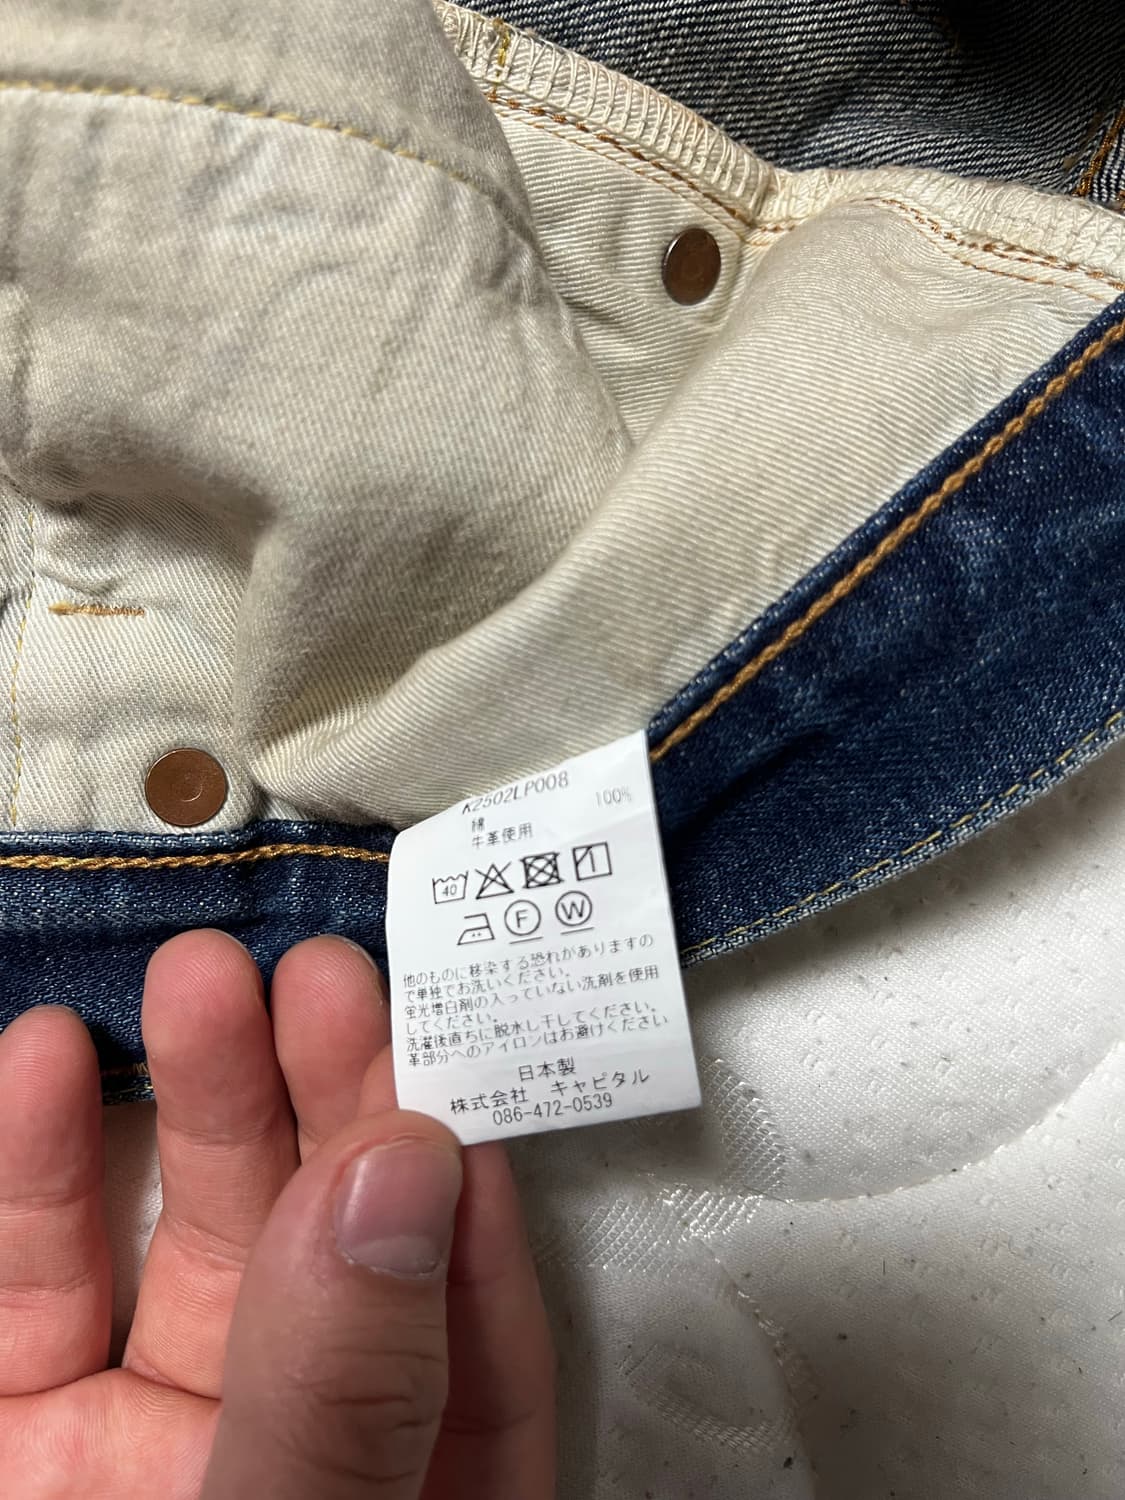 K2502LP008
綿 100%
牛革使用
40
F W
他のものに移染する恐れがありますの
で単独でお洗いください。
蛍光増白剤の入っていない洗剤を使用
してください。
洗濯後直ちに脱水し干してください。
革部分へのアイロンはお避けください
日本製
株式会社 キャピタル
086-472-0539